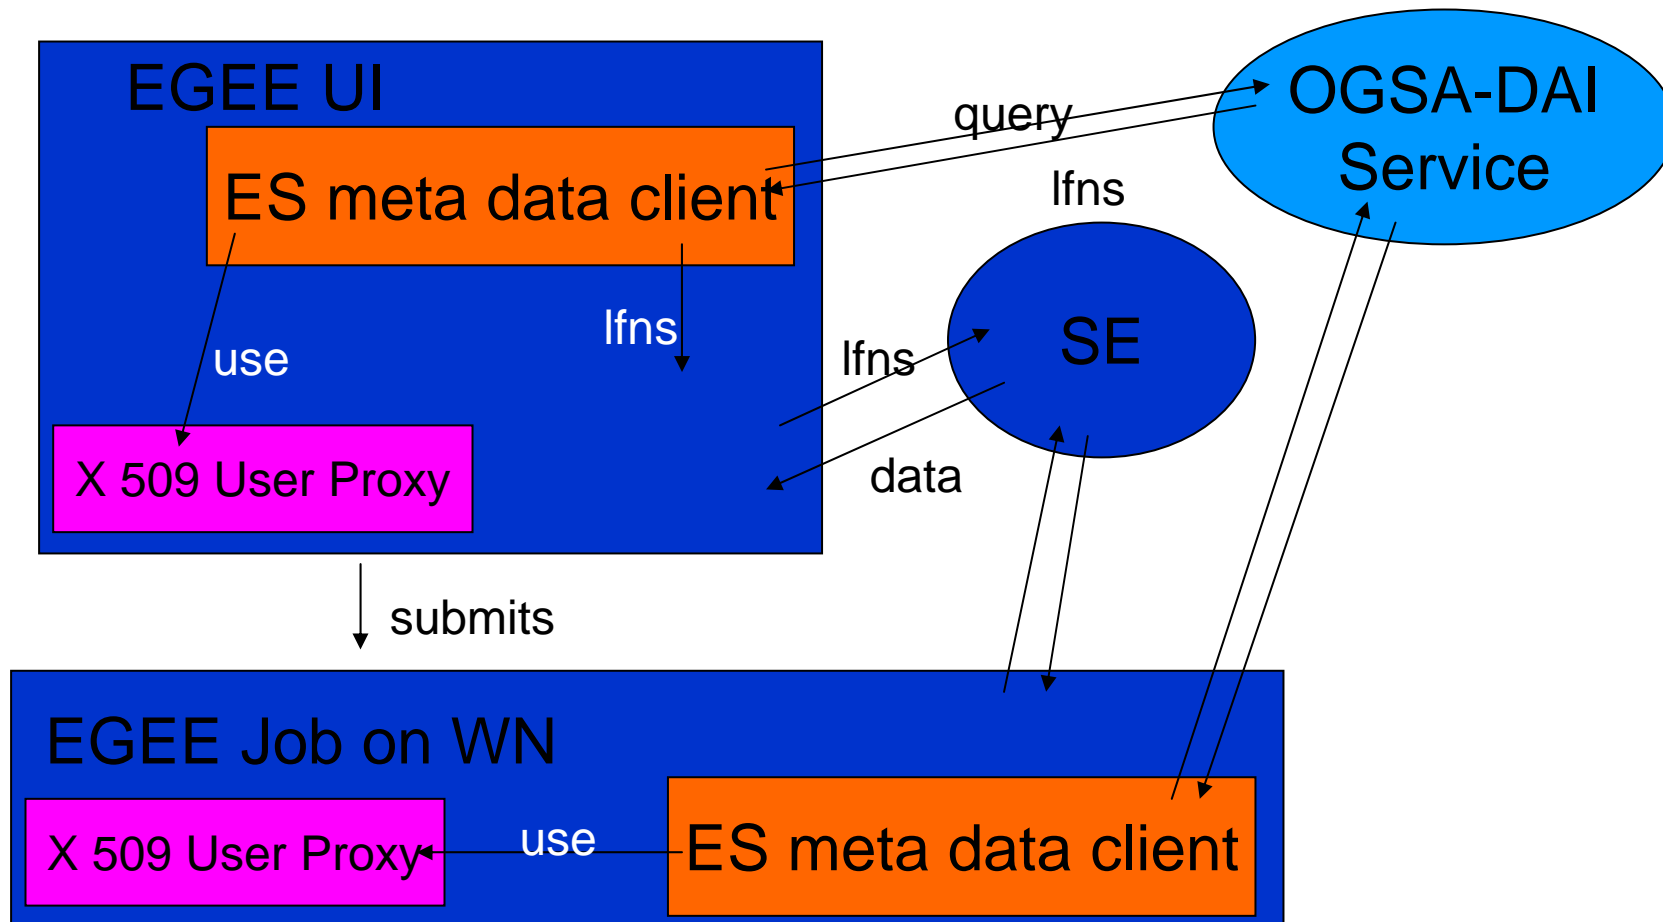 EGEE UI
OGSA-DAI
Service
query
ES meta data client
lfns
lfns
use
lfns
SE
X 509 User Proxy
data
submits
EGEE Job on WN
X 509 User Proxy
use
ES meta data client